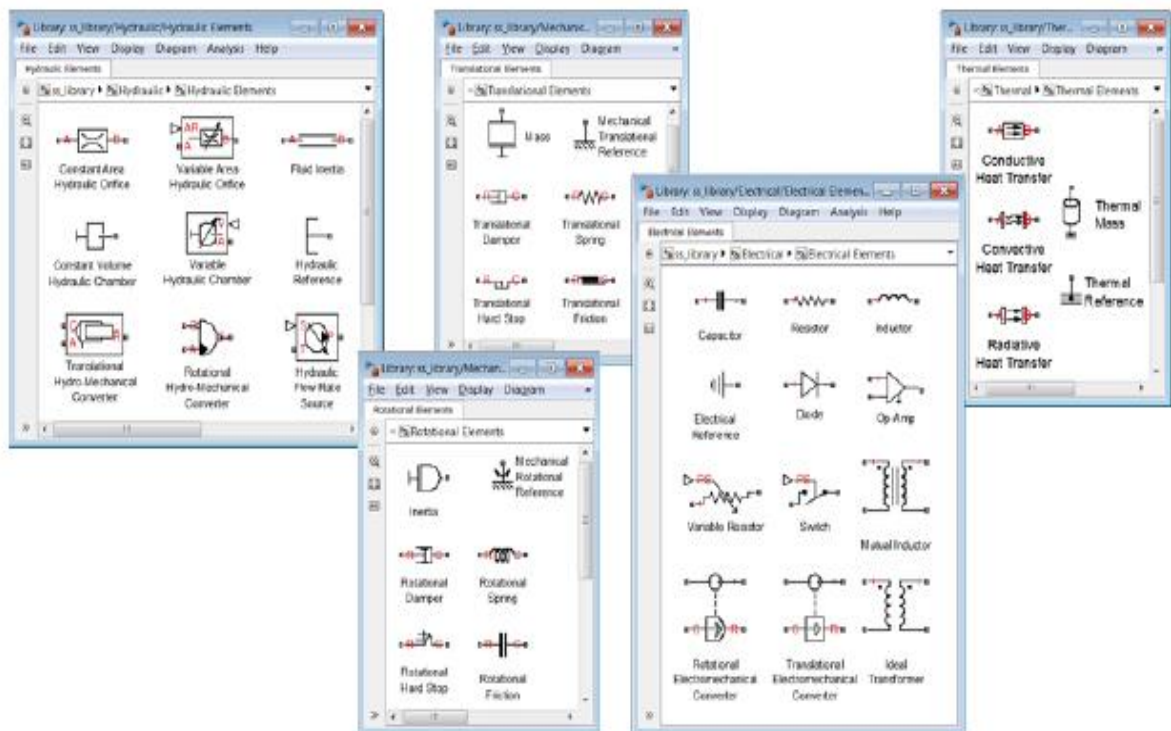 Library: ss_library/Hydraulic/Hydraulic Elements
File Edit View Display Diagram Analysis Help
Hydraulic Elements
ss_library Hydraulic Hydraulic Elements
Constant Area
Hydraulic Orifice
Variable Area
Hydraulic Orifice
Fluid Inertia
Constant Volume
Hydraulic Chamber
Variable
Hydraulic Chamber
Hydraulic
Reference
Translational
Hydro-Mechanical
Converter
Rotational
Hydro-Mechanical
Converter
Hydraulic
Flow Rate
Source
Library: ss_library/Mechanic...
File Edit View Display Diagram
Translational Elements
Translational Elements
Mass
Mechanical
Translational
Reference
Translational
Damper
Translational
Spring
Translational
Hard Stop
Translational
Friction
Library: ss_library/Mechan...
File Edit View Display Diagram
Rotational Elements
Rotational Elements
Inertia
Mechanical
Rotational
Reference
Rotational
Damper
Rotational
Spring
Rotational
Hard Stop
Rotational
Friction
Library: ss_library/Electrical/Electrical Elemen...
File Edit View Display Diagram Analysis Help
Electrical Elements
ss_library Electrical Electrical Elements
Capacitor
Resistor
Inductor
Electrical
Reference
Diode
Op-Amp
PS
Variable Resistor
PS
Switch
Mutual Inductor
Rotational
Electromechanical
Converter
Translational
Electromechanical
Converter
Ideal
Transformer
Library: ss_library/Ther...
File Edit View Display Diagram
Thermal Elements
Thermal Thermal Elements
Conductive
Heat Transfer
Thermal
Mass
Convective
Heat Transfer
Thermal
Reference
Radiative
Heat Transfer